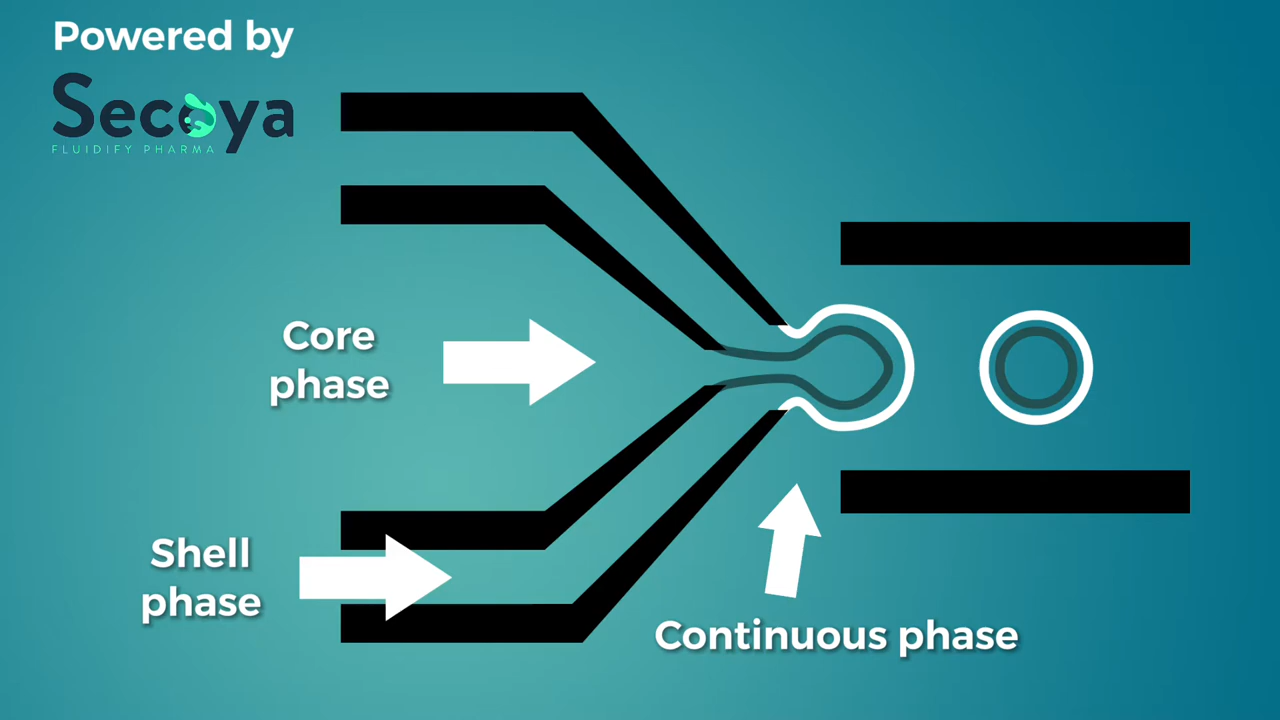 Powered by
Secoya
FLUIDIFY PHARMA
Core
phase
Shell
phase
Continuous phase